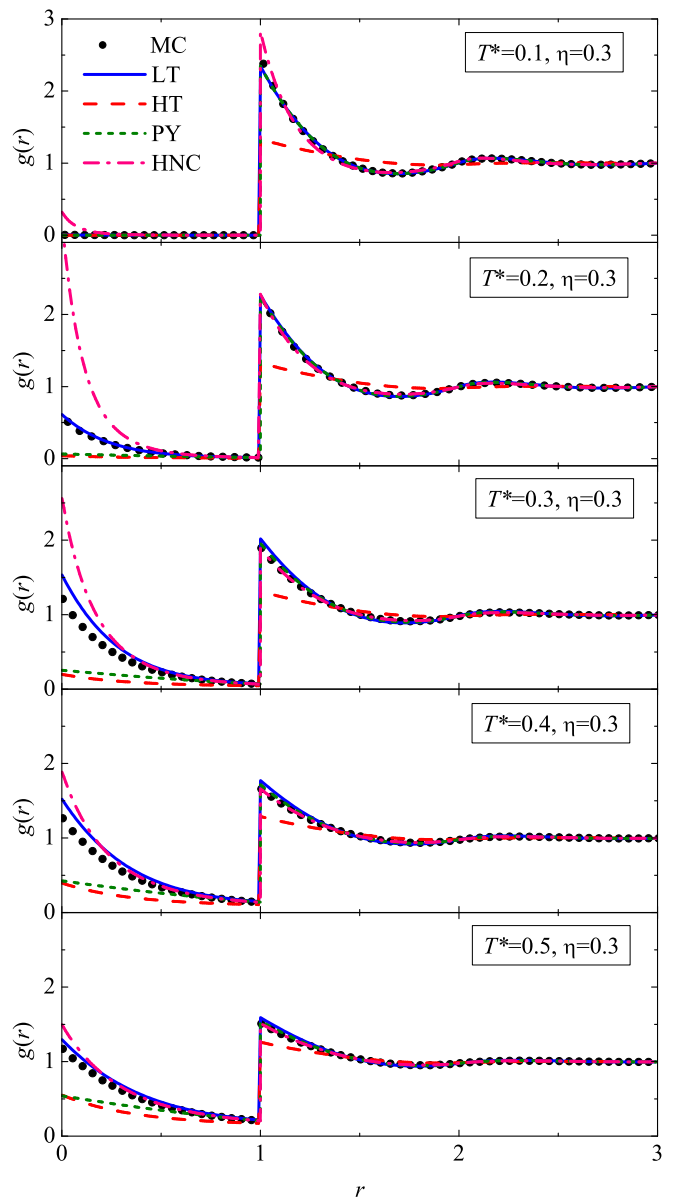 MC
LT
HT
PY
HNC
T*=0.1, η=0.3
3
2
1
0
g(r)
T*=0.2, η=0.3
2
1
0
g(r)
T*=0.3, η=0.3
2
1
0
g(r)
T*=0.4, η=0.3
2
1
0
g(r)
T*=0.5, η=0.3
2
1
0
g(r)
0 1 2 3
r